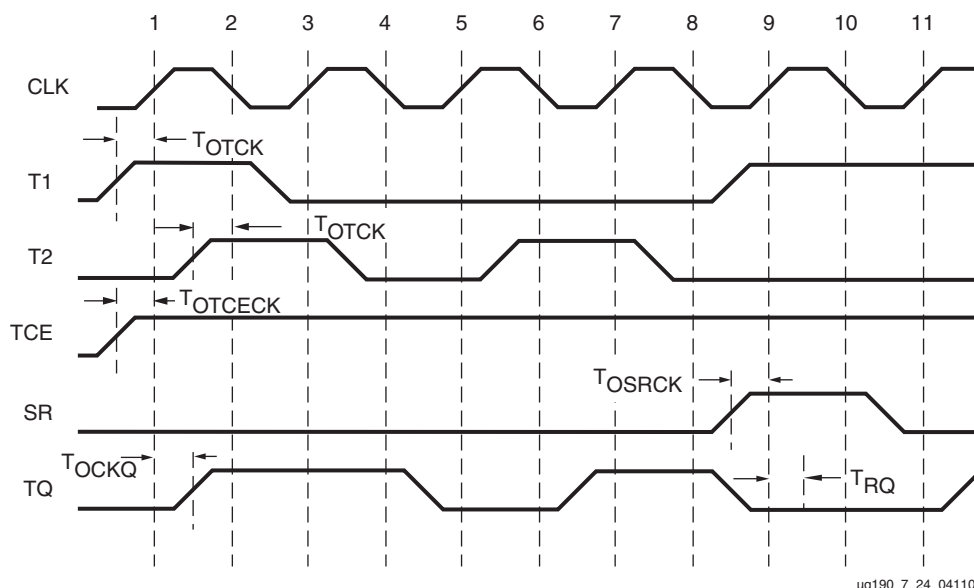 1 2 3 4 5 6 7 8 9 10 11
CLK
TOTCK
T1
TOTCK
T2
TOTCECK
TCE
TOSRCK
SR
TOCKQ
TRQ
TQ
ug190_7_24_04110